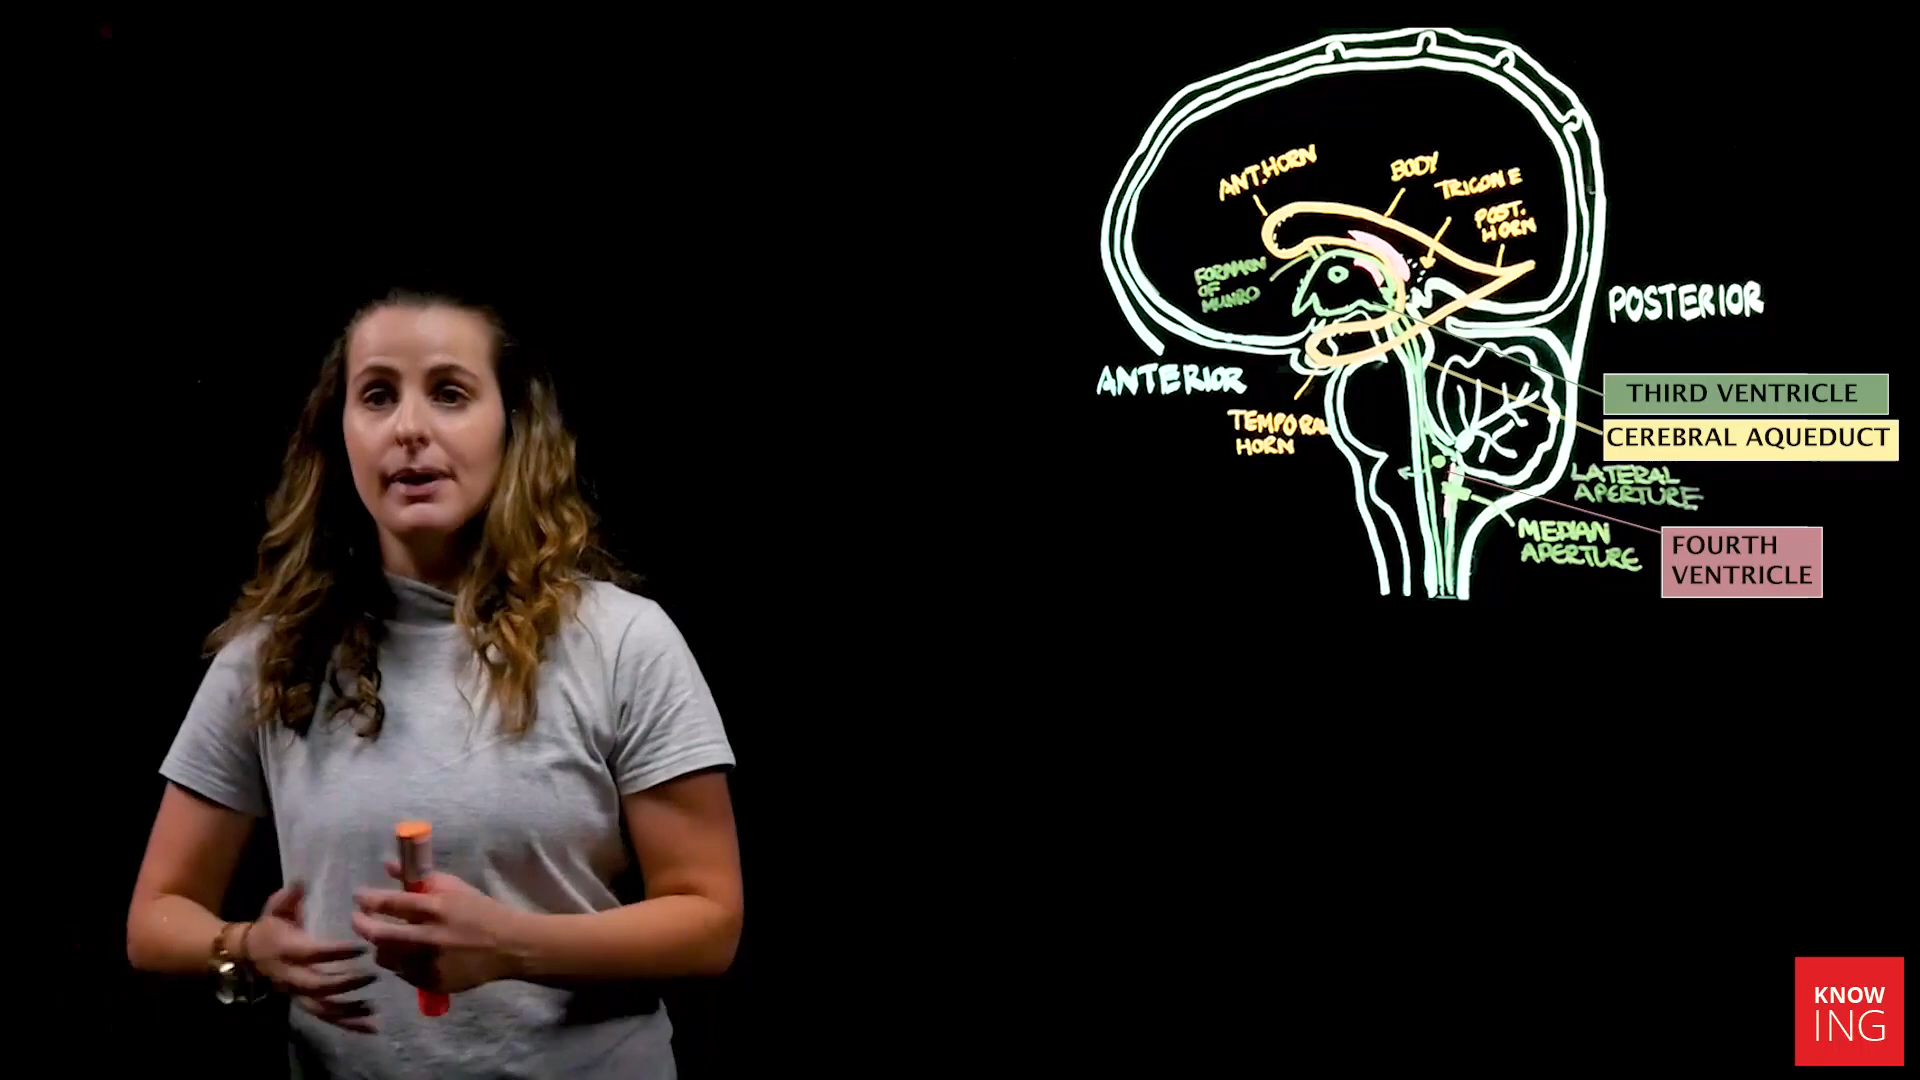 ANT.HORN
BODY
TRIGONE
POST.
HORN
FORMAEN
OF
MUNRO
POSTERIOR
ANTERIOR
THIRD VENTRICLE
TEMPORAL
HORN
CEREBRAL AQUEDUCT
LATERAL
APERTURE
MEDIAN
APERTURE
FOURTH
VENTRICLE
KNOW
ING